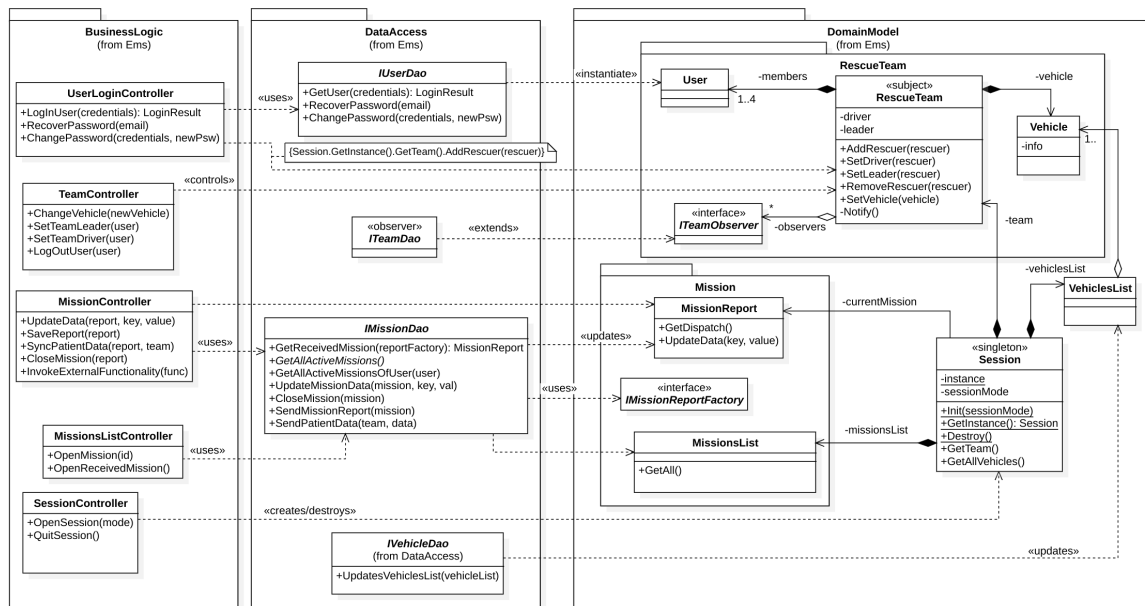 BusinessLogic
(from Ems)
UserLoginController
+LogInUser(credentials): LoginResult
+RecoverPassword(email)
+ChangePassword(credentials, newPsw)
TeamController
+ChangeVehicle(newVehicle)
+SetTeamLeader(user)
+SetTeamDriver(user)
+LogOutUser(user)
MissionController
+UpdateData(report, key, value)
+SaveReport(report)
+SyncPatientData(report, team)
+CloseMission(report)
+InvokeExternalFunctionality(func)
MissionsListController
+OpenMission(id)
+OpenReceivedMission()
SessionController
+OpenSession(mode)
+QuitSession()
«uses»
«controls»
«uses»
«uses»
«creates/destroys»
DataAccess
(from Ems)
IUserDao
+GetUser(credentials): LoginResult
+RecoverPassword(email)
+ChangePassword(credentials, newPsw)
{Session.GetInstance().GetTeam().AddRescuer(rescuer)}
«observer»
ITeamDao
IMissionDao
+GetReceivedMission(reportFactory): MissionReport
+GetAllActiveMissions()
+GetAllActiveMissionsOfUser(user)
+UpdateMissionData(mission, key, val)
+CloseMission(mission)
+SendMissionReport(mission)
+SendPatientData(team, data)
IVehicleDao
(from DataAccess)
+UpdatesVehiclesList(vehicleList)
«instantiate»
«extends»
«updates»
«uses»
«updates»
DomainModel
(from Ems)
RescueTeam
User
-members
1..4
«subject»
RescueTeam
-driver
-leader
+AddRescuer(rescuer)
+SetDriver(rescuer)
+SetLeader(rescuer)
+RemoveRescuer(rescuer)
+SetVehicle(vehicle)
-Notify()
-vehicle
Vehicle
-info
1..
«interface»
ITeamObserver
*
-observers
-team
-vehiclesList
VehiclesList
Mission
MissionReport
+GetDispatch()
+UpdateData(key, value)
-currentMission
«interface»
IMissionReportFactory
MissionsList
+GetAll()
-missionsList
«singleton»
Session
-instance
-sessionMode
+Init(sessionMode)
+GetInstance(): Session
+Destroy()
+GetTeam()
+GetAllVehicles()